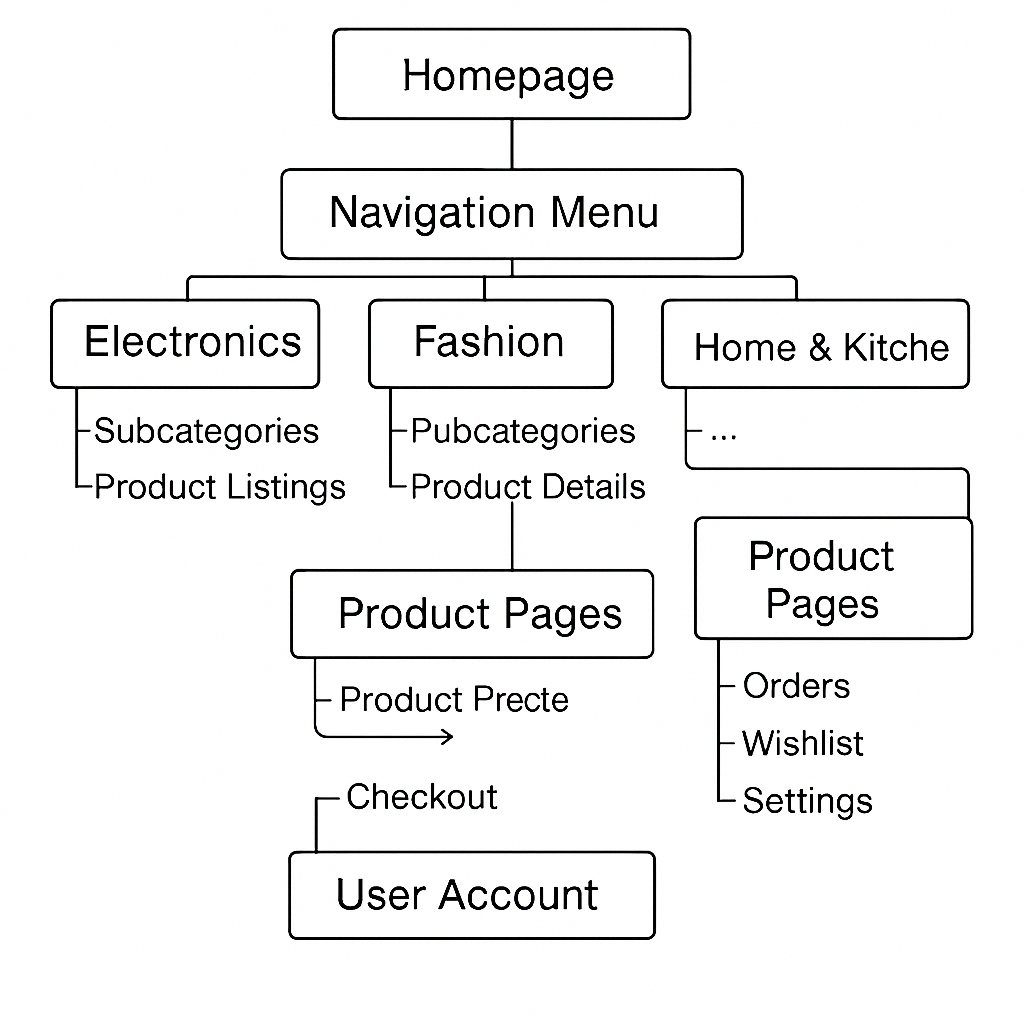 Homepage
Navigation Menu
Electronics
Fashion
Home & Kitche
Subcategories
Pubcategories
...
Product Listings
Product Details
Product Pages
Product
Pages
Product Precte
Orders
Wishlist
Checkout
Settings
User Account